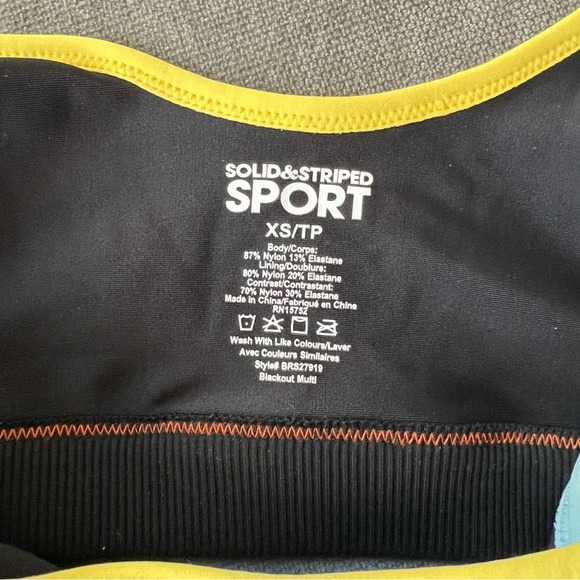 SOLID&STRIPED
SPORT
XS/TP
Body/Corps:
87% Nylon 13% Elastane
Lining/Doublure:
80% Nylon 20% Elastane
Contrast/Contrastant:
70% Nylon 30% Elastane
Made in China/Fabriqué en Chine
RN15752
Wash With Like Colours/Laver
Avec Couleurs Similaires
Style# BRS27919
Blackout Multi